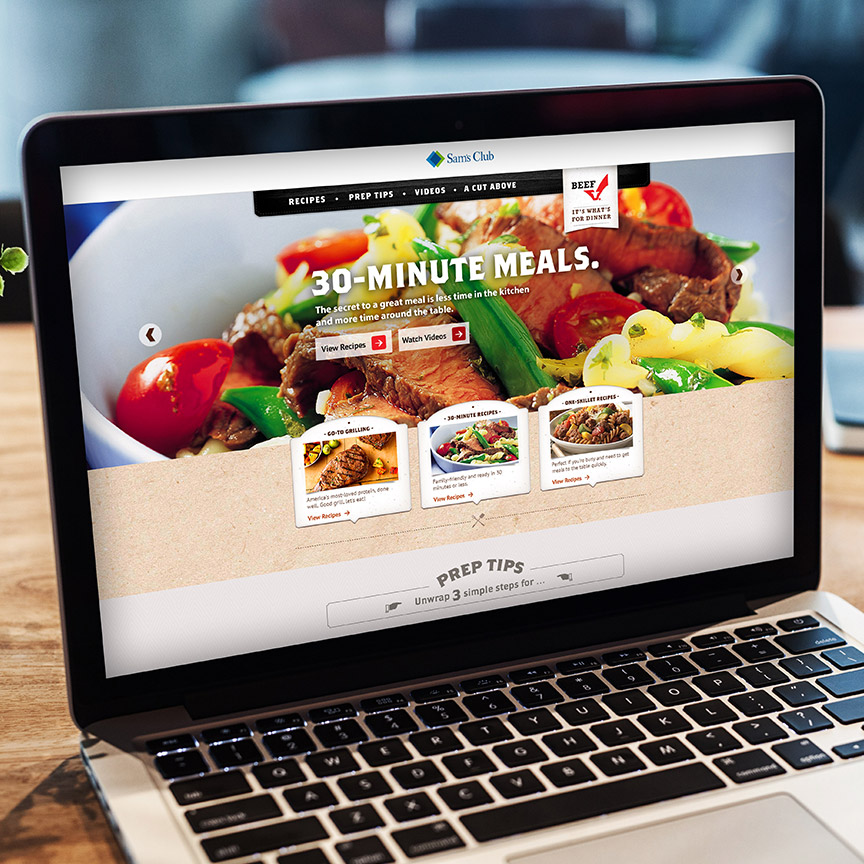 Sam's Club
RECIPES • PREP TIPS • VIDEOS • A CUT ABOVE
BEEF
IT'S WHAT'S
FOR DINNER
30-MINUTE MEALS.
The secret to a great meal is less time in the kitchen
and more time around the table.
View Recipes
Watch Videos
• GO-TO GRILLING •
America's most-loved protein, done
well. Good grill, let's eat!
View Recipes
• 30-MINUTE RECIPES •
Family-friendly and ready in 30
minutes or less.
View Recipes
• ONE-SKILLET RECIPES •
Perfect if you're busy and need to get
meals to the table quickly.
View Recipes
PREP TIPS
Unwrap 3 simple steps for ...
delete
Q W E R T Y U I O P
A S D F G H J K L
Z X C V B N M
command
option